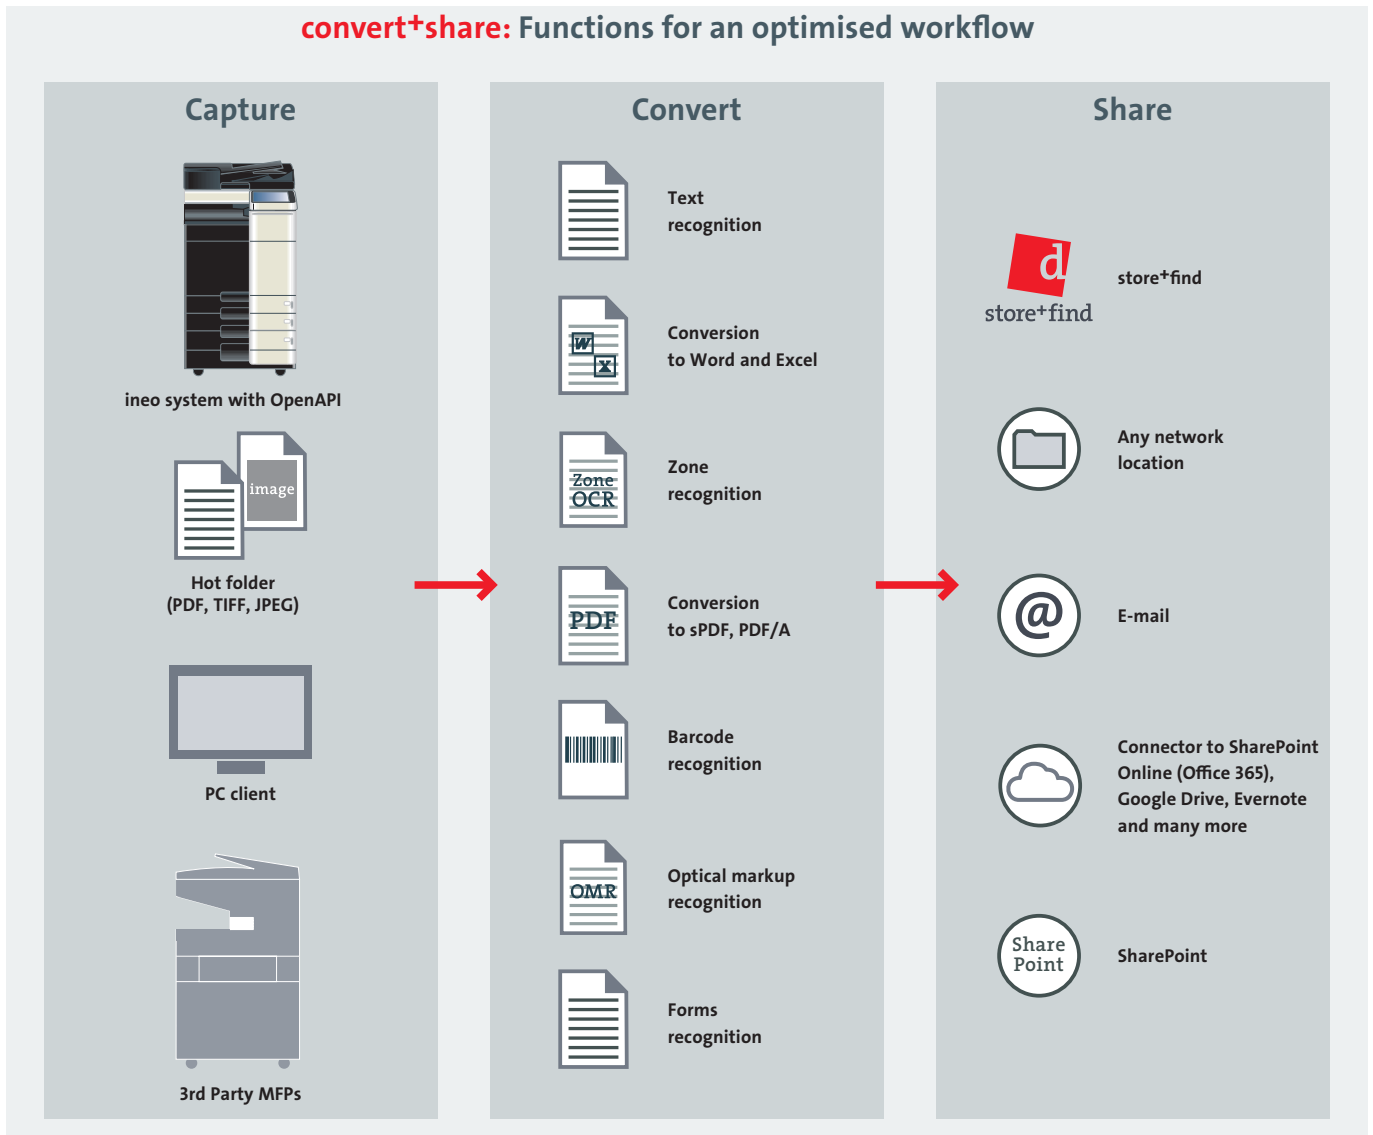 convert+share: Functions for an optimised workflow
Capture
ineo system with OpenAPI
image
Hot folder
(PDF, TIFF, JPEG)
PC client
3rd Party MFPs
Convert
Text
recognition
W
X
Conversion
to Word and Excel
Zone
OCR
Zone
recognition
PDF
Conversion
to sPDF, PDF/A
Barcode
recognition
OMR
Optical markup
recognition
Forms
recognition
Share
d
store+find
store+find
Any network
location
@
E-mail
Connector to SharePoint
Online (Office 365),
Google Drive, Evernote
and many more
Share
Point
SharePoint